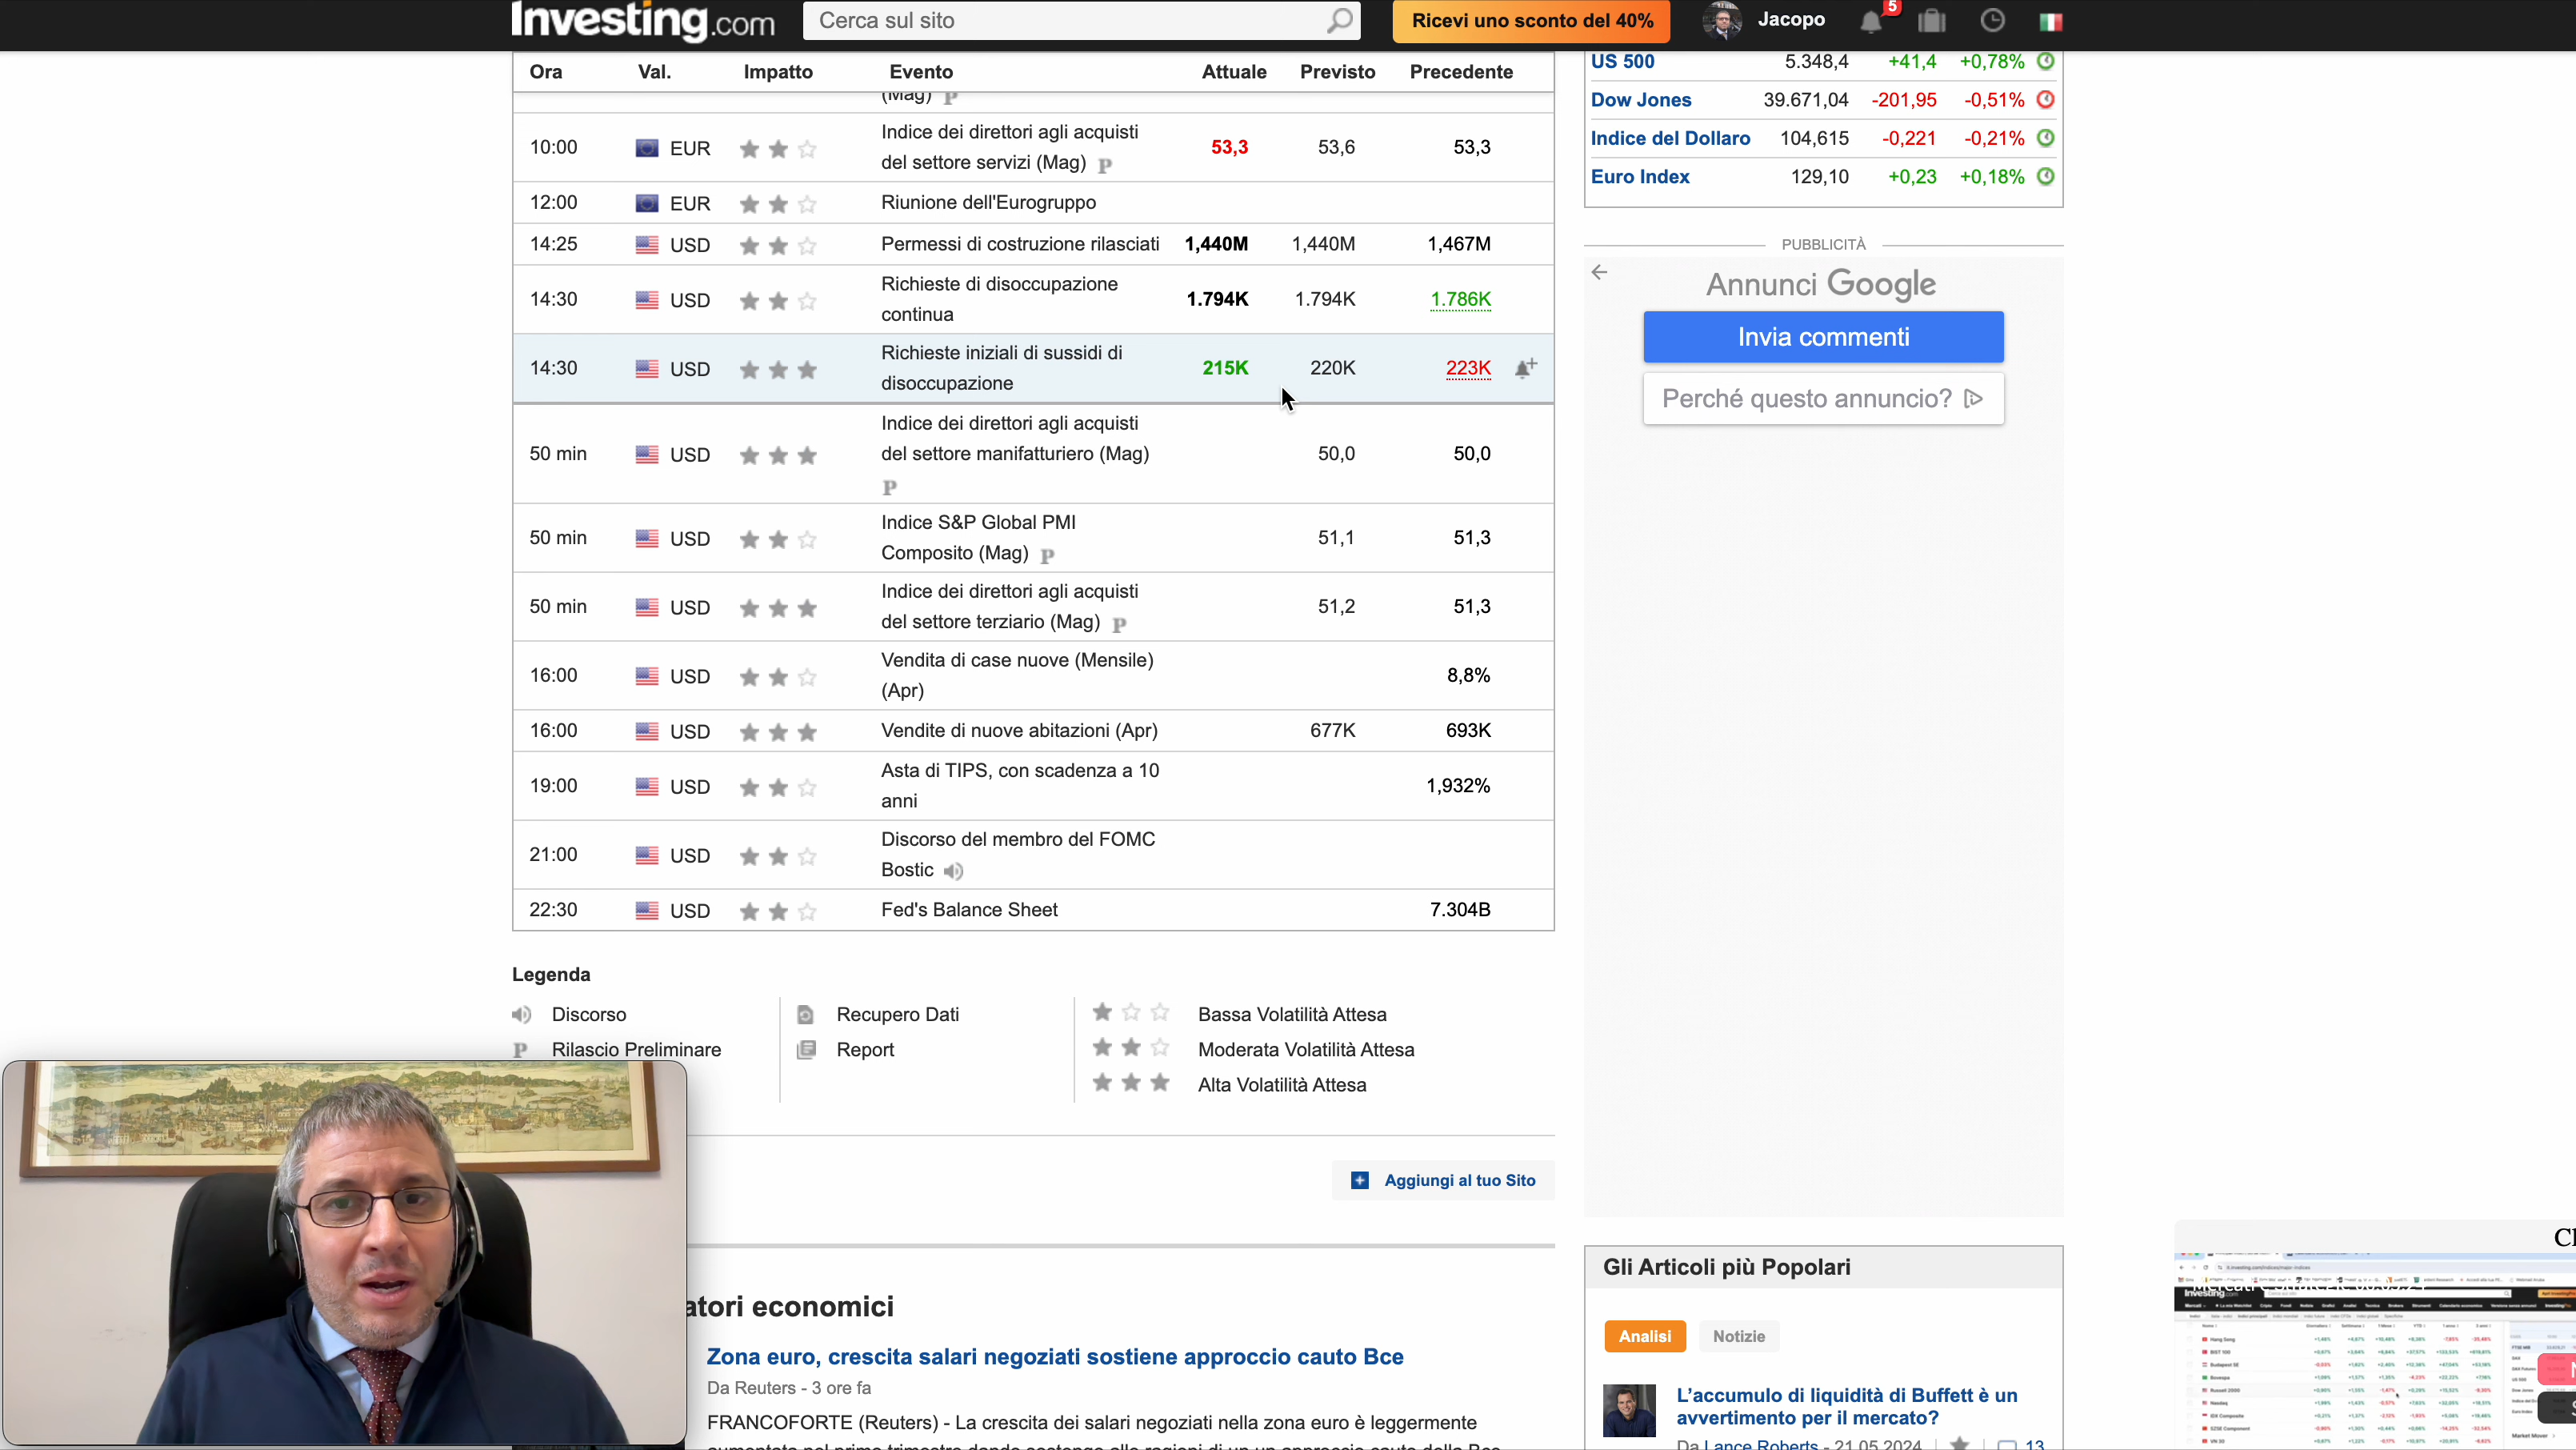 Investing.com
Cerca sul sito
Ricevi uno sconto del 40%
Jacopo
5
Ora Val. Impatto Evento Attuale Previsto Precedente
(Mag) P
10:00 EUR Indice dei direttori agli acquisti
del settore servizi (Mag) P 53,3 53,6 53,3
12:00 EUR Riunione dell'Eurogruppo
14:25 USD Permessi di costruzione rilasciati 1,440M 1,440M 1,467M
14:30 USD Richieste di disoccupazione
continua 1.794K 1.794K 1.786K
14:30 USD Richieste iniziali di sussidi di
disoccupazione 215K 220K 223K
50 min USD Indice dei direttori agli acquisti
del settore manifatturiero (Mag) 50,0 50,0
P
50 min USD Indice S&P Global PMI
Composito (Mag) P 51,1 51,3
50 min USD Indice dei direttori agli acquisti
del settore terziario (Mag) P 51,2 51,3
16:00 USD Vendita di case nuove (Mensile)
(Apr) 8,8%
16:00 USD Vendite di nuove abitazioni (Apr) 677K 693K
19:00 USD Asta di TIPS, con scadenza a 10
anni 1,932%
21:00 USD Discorso del membro del FOMC
Bostic
22:30 USD Fed's Balance Sheet 7.304B
Legenda
Discorso
P Rilascio Preliminare
Recupero Dati
Report
Bassa Volatilità Attesa
Moderata Volatilità Attesa
Alta Volatilità Attesa
Aggiungi al tuo Sito
atori economici
Zona euro, crescita salari negoziati sostiene approccio cauto Bce
Da Reuters - 3 ore fa
FRANCOFORTE (Reuters) - La crescita dei salari negoziati nella zona euro è leggermente
US 500 5.348,4 +41,4 +0,78%
Dow Jones 39.671,04 -201,95 -0,51%
Indice del Dollaro 104,615 -0,221 -0,21%
Euro Index 129,10 +0,23 +0,18%
PUBBLICITÀ
Annunci Google
Invia commenti
Perché questo annuncio?
Gli Articoli più Popolari
Analisi Notizie
L'accumulo di liquidità di Buffett è un
avvertimento per il mercato?
Da Lance Roberts - 21.05.2024 13